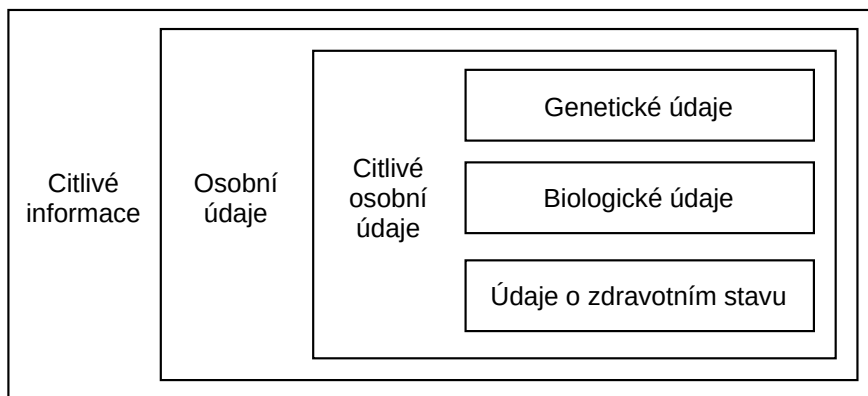 Citlivé
informace
Osobní
údaje
Citlivé
osobní
údaje
Genetické údaje
Biologické údaje
Údaje o zdravotním stavu